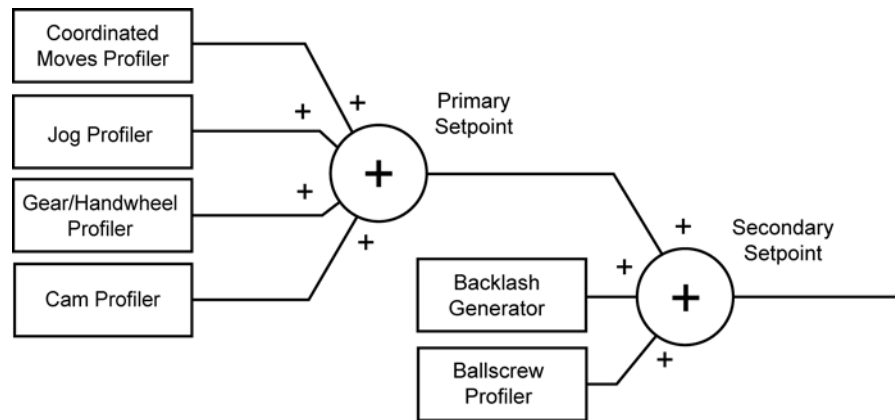 Coordinated
Moves Profiler
Jog Profiler
Gear/Handwheel
Profiler
Cam Profiler
+
+
+
+
+
Primary
Setpoint
Backlash
Generator
Ballscrew
Profiler
+
+
+
+
Secondary
Setpoint